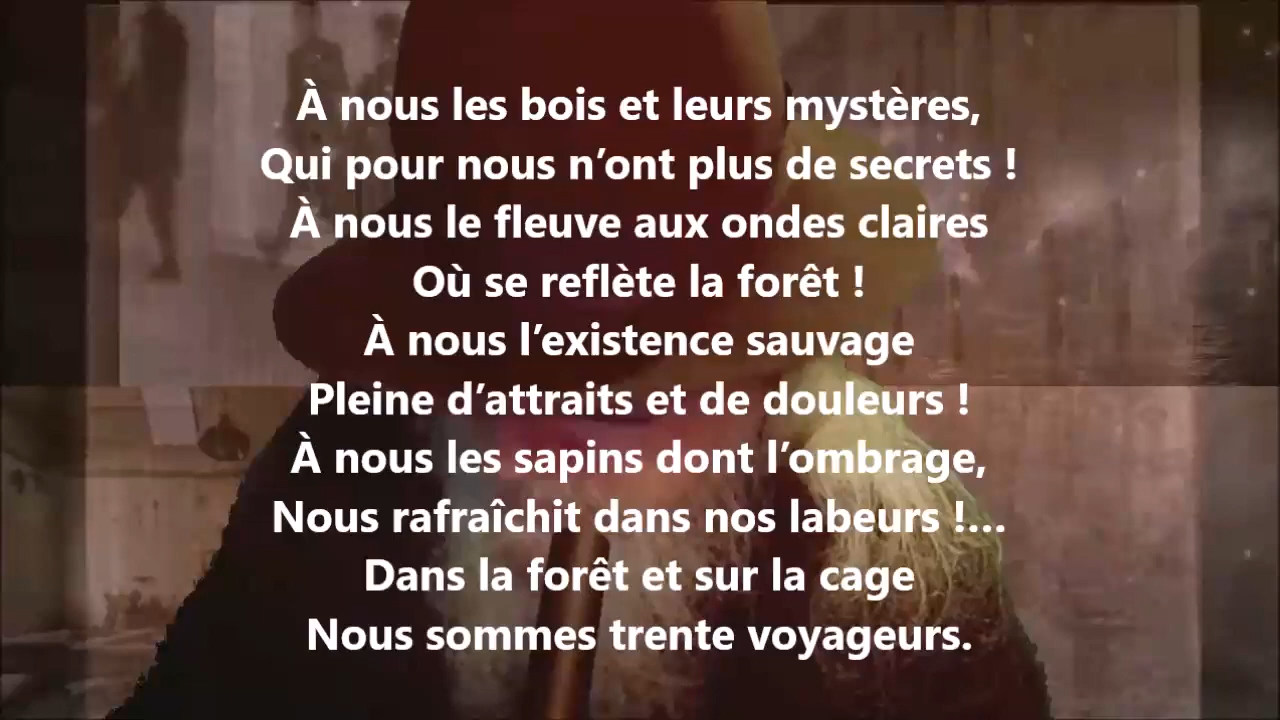 À nous les bois et leurs mystères,
Qui pour nous n’ont plus de secrets !
À nous le fleuve aux ondes claires
Où se reflète la forêt !
À nous l’existence sauvage
Pleine d’attraits et de douleurs !
À nous les sapins dont l’ombrage,
Nous rafraîchit dans nos labeurs !...
Dans la forêt et sur la cage
Nous sommes trente voyageurs.